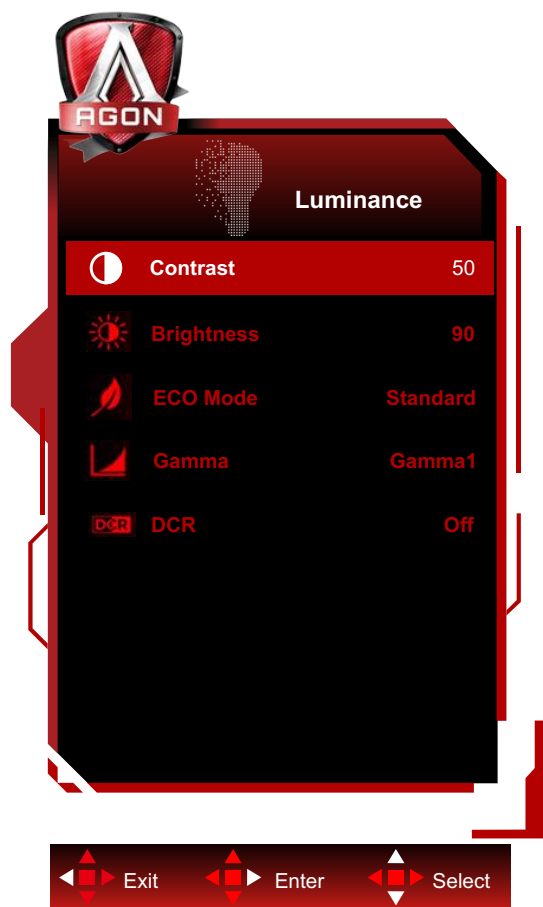 AGON
Luminance
Contrast 50
Brightness 90
ECO Mode Standard
Gamma Gamma1
DCR DCR Off
Exit Enter Select